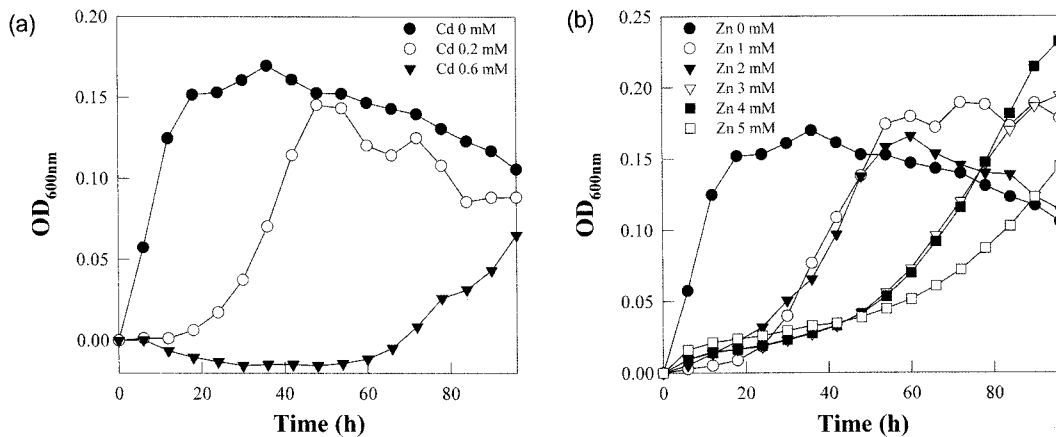 (a)
0.20
0.15
0.10
0.05
0.00
OD600nm
Cd 0 mM
Cd 0.2 mM
Cd 0.6 mM
0 20 40 60 80
Time (h)
(b)
0.25
0.20
0.15
0.10
0.05
0.00
OD600nm
Zn 0 mM
Zn 1 mM
Zn 2 mM
Zn 3 mM
Zn 4 mM
Zn 5 mM
0 20 40 60 80
Time (h)